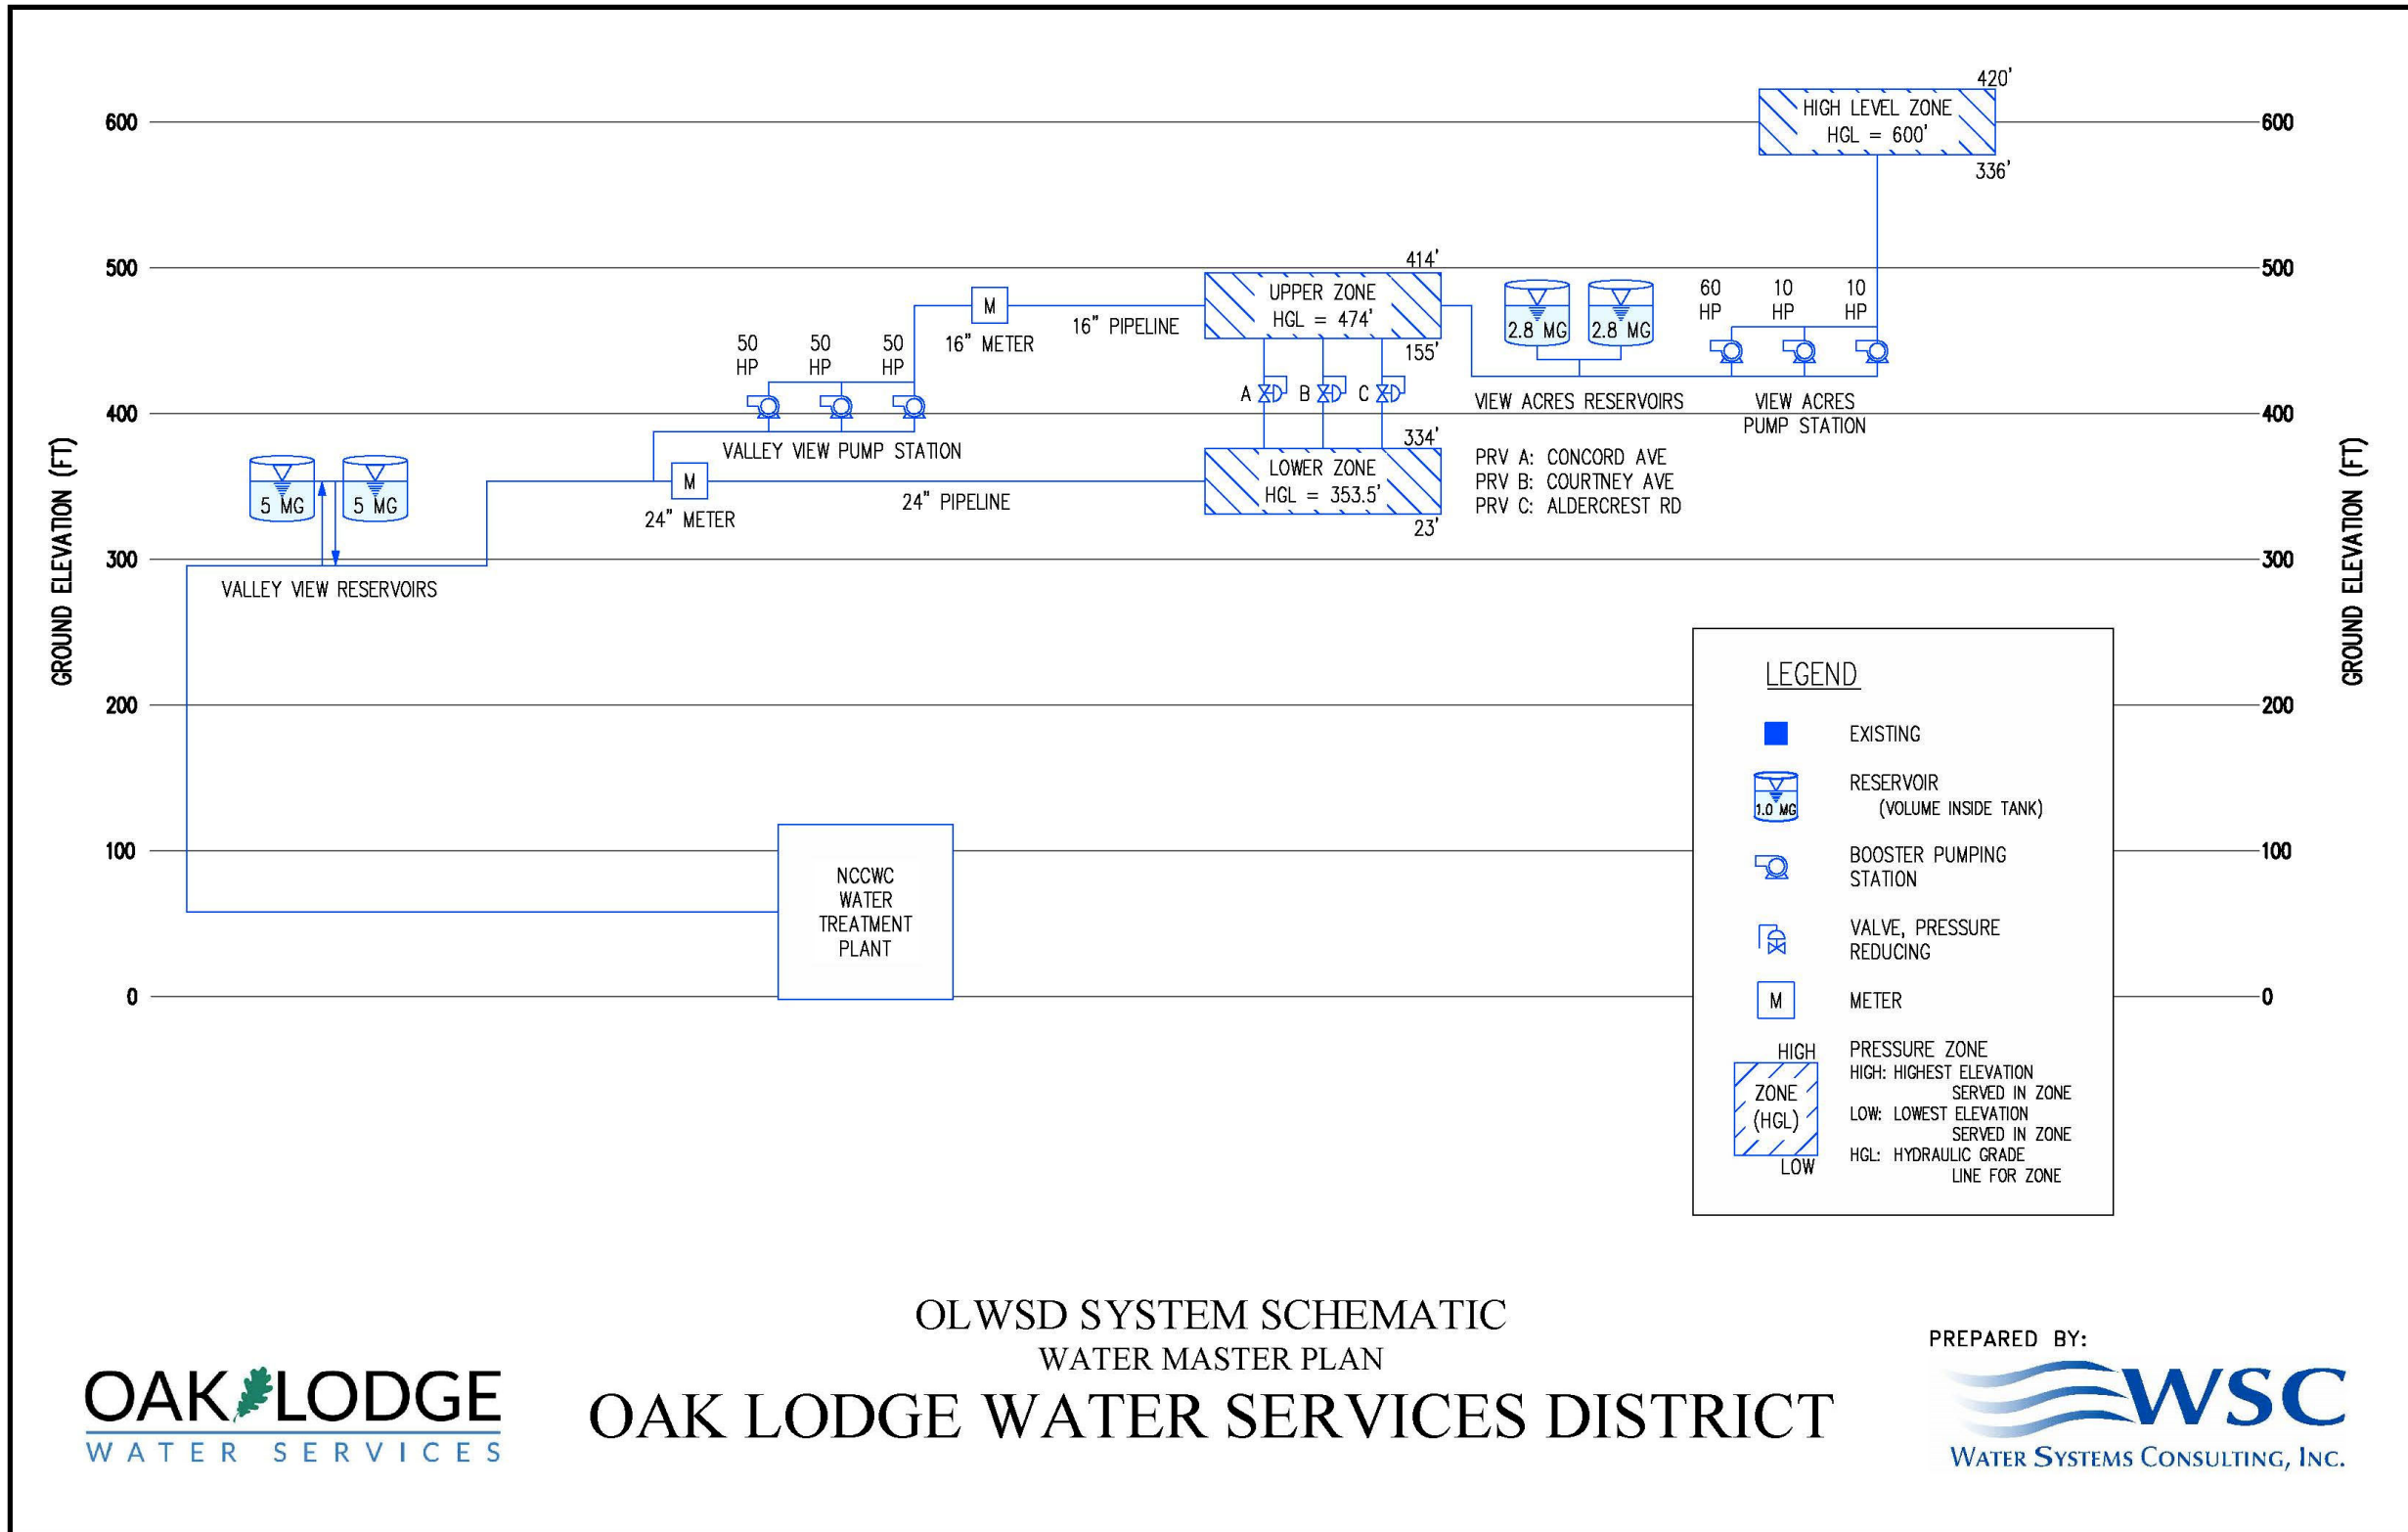 420'
HIGH LEVEL ZONE
HGL = 600'
336'
600
600
500
500
400
400
300
300
200
200
100
100
0
0
GROUND ELEVATION (FT)
GROUND ELEVATION (FT)
414'
UPPER ZONE
HGL = 474'
155'
M
16" METER
16" PIPELINE
50
HP
50
HP
50
HP
VALLEY VIEW PUMP STATION
2.8 MG
2.8 MG
VIEW ACRES RESERVOIRS
60
HP
10
HP
10
HP
VIEW ACRES
PUMP STATION
A
B
C
334'
LOWER ZONE
HGL = 353.5'
23'
PRV A: CONCORD AVE
PRV B: COURTNEY AVE
PRV C: ALDERCREST RD
5 MG
5 MG
VALLEY VIEW RESERVOIRS
M
24" METER
24" PIPELINE
NCCWC
WATER
TREATMENT
PLANT
LEGEND
EXISTING
1.0 MG
RESERVOIR
(VOLUME INSIDE TANK)
BOOSTER PUMPING
STATION
VALVE, PRESSURE
REDUCING
M
METER
HIGH
ZONE
(HGL)
LOW
PRESSURE ZONE
HIGH: HIGHEST ELEVATION
SERVED IN ZONE
LOW: LOWEST ELEVATION
SERVED IN ZONE
HGL: HYDRAULIC GRADE
LINE FOR ZONE
OLWSD SYSTEM SCHEMATIC
WATER MASTER PLAN
OAK LODGE WATER SERVICES DISTRICT
OAK LODGE
WATER SERVICES
PREPARED BY:
WSC
WATER SYSTEMS CONSULTING, INC.